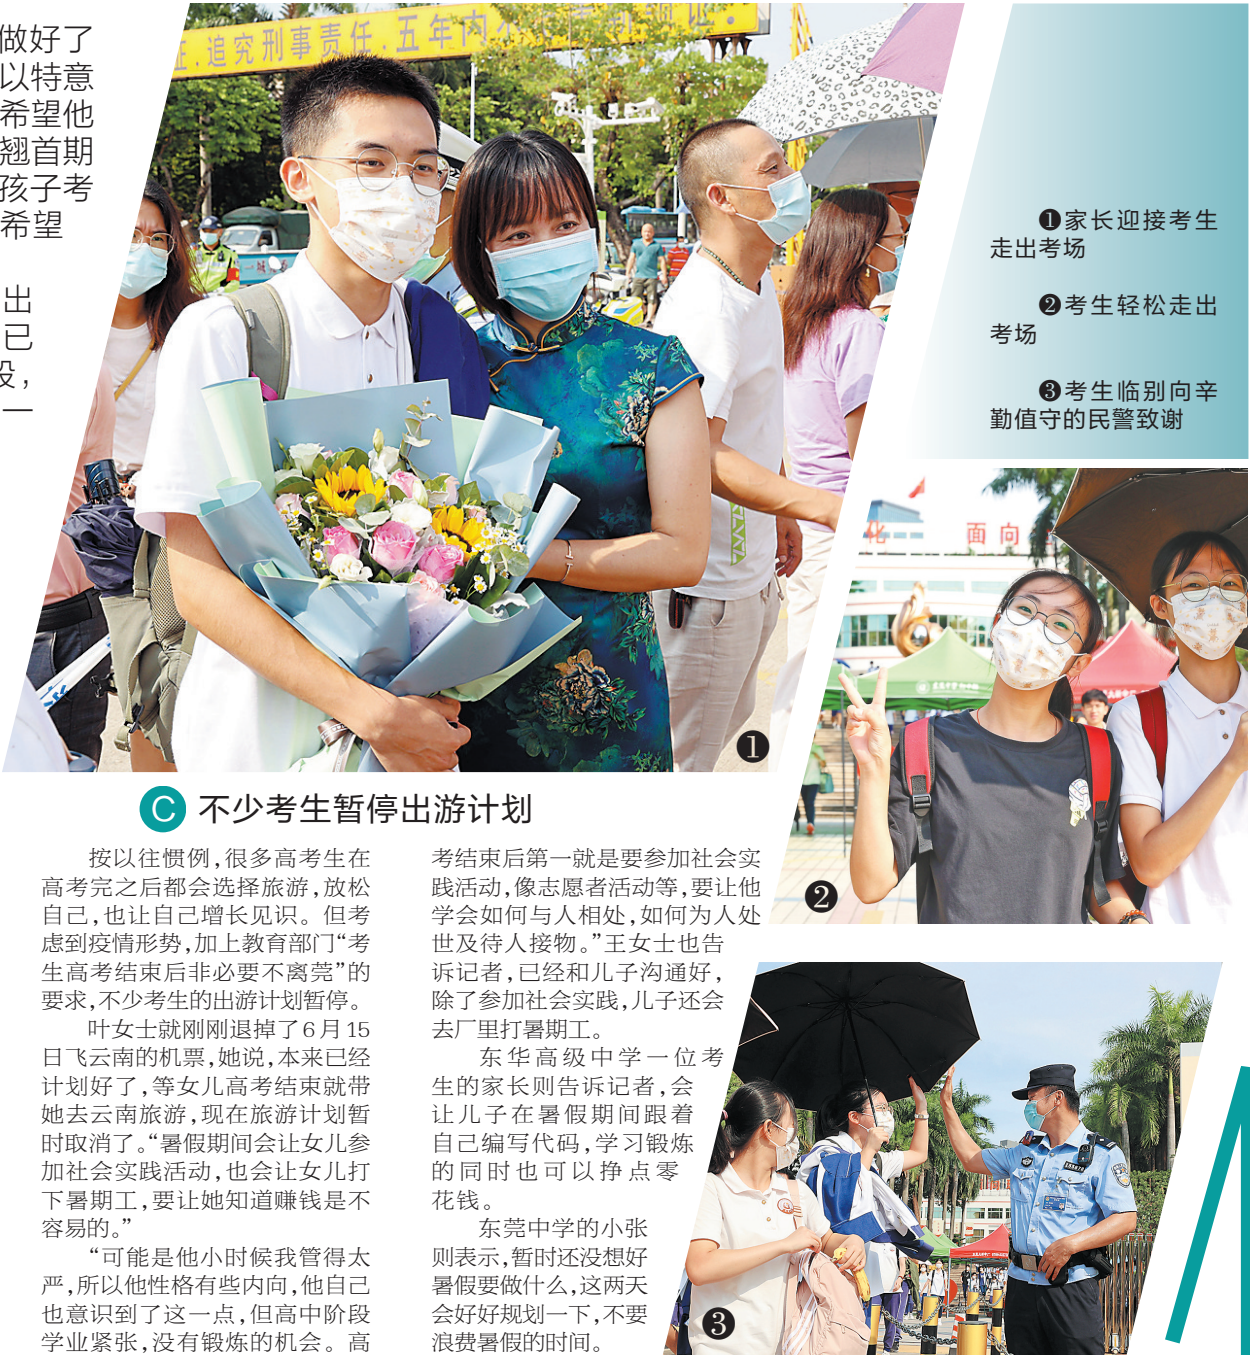 做好了
以特意
希望他
翘首期
孩子考
希望
出
已
设，
一
证，追究刑事责任，五年内不
❶家长迎接考生
走出考场
❷考生轻松走出
考场
❸考生临别向辛
勤值守的民警致谢
化 面向
❶
❷
❸
C 不少考生暂停出游计划
按以往惯例，很多高考生在
高考完之后都会选择旅游，放松
自己，也让自己增长见识。但考
虑到疫情形势，加上教育部门“考
生高考结束后非必要不离莞”的
要求，不少考生的出游计划暂停。
叶女士就刚刚退掉了6月15
日飞云南的机票，她说，本来已经
计划好了，等女儿高考结束就带
她去云南旅游，现在旅游计划暂
时取消了。“暑假期间会让女儿参
加社会实践活动，也会让女儿打
下暑期工，要让她知道赚钱是不
容易的。”
“可能是他小时候我管得太
严，所以他性格有些内向，他自己
也意识到了这一点，但高中阶段
学业紧张，没有锻炼的机会。高
考结束后第一就是要参加社会实
践活动，像志愿者活动等，要让他
学会如何与人相处，如何为人处
世及待人接物。”王女士也告
诉记者，已经和儿子沟通好，
除了参加社会实践，儿子还会
去厂里打暑期工。
东华高级中学一位考
生的家长则告诉记者，会
让儿子在暑假期间跟着
自己编写代码，学习锻炼
的同时也可以挣点零
花钱。
东莞中学的小张
则表示，暂时还没想好
暑假要做什么，这两天
会好好规划一下，不要
浪费暑假的时间。